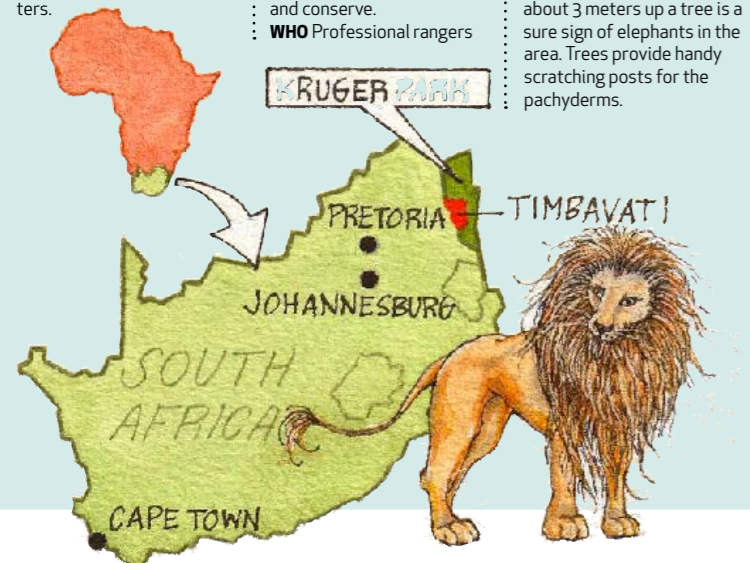 ters.
and conserve.
WHO Professional rangers
about 3 meters up a tree is a
sure sign of elephants in the
area. Trees provide handy
scratching posts for the
pachyderms.
KRUGER PARK
PRETORIA
TIMBAVATI
JOHANNESBURG
SOUTH
AFRICA
CAPE TOWN